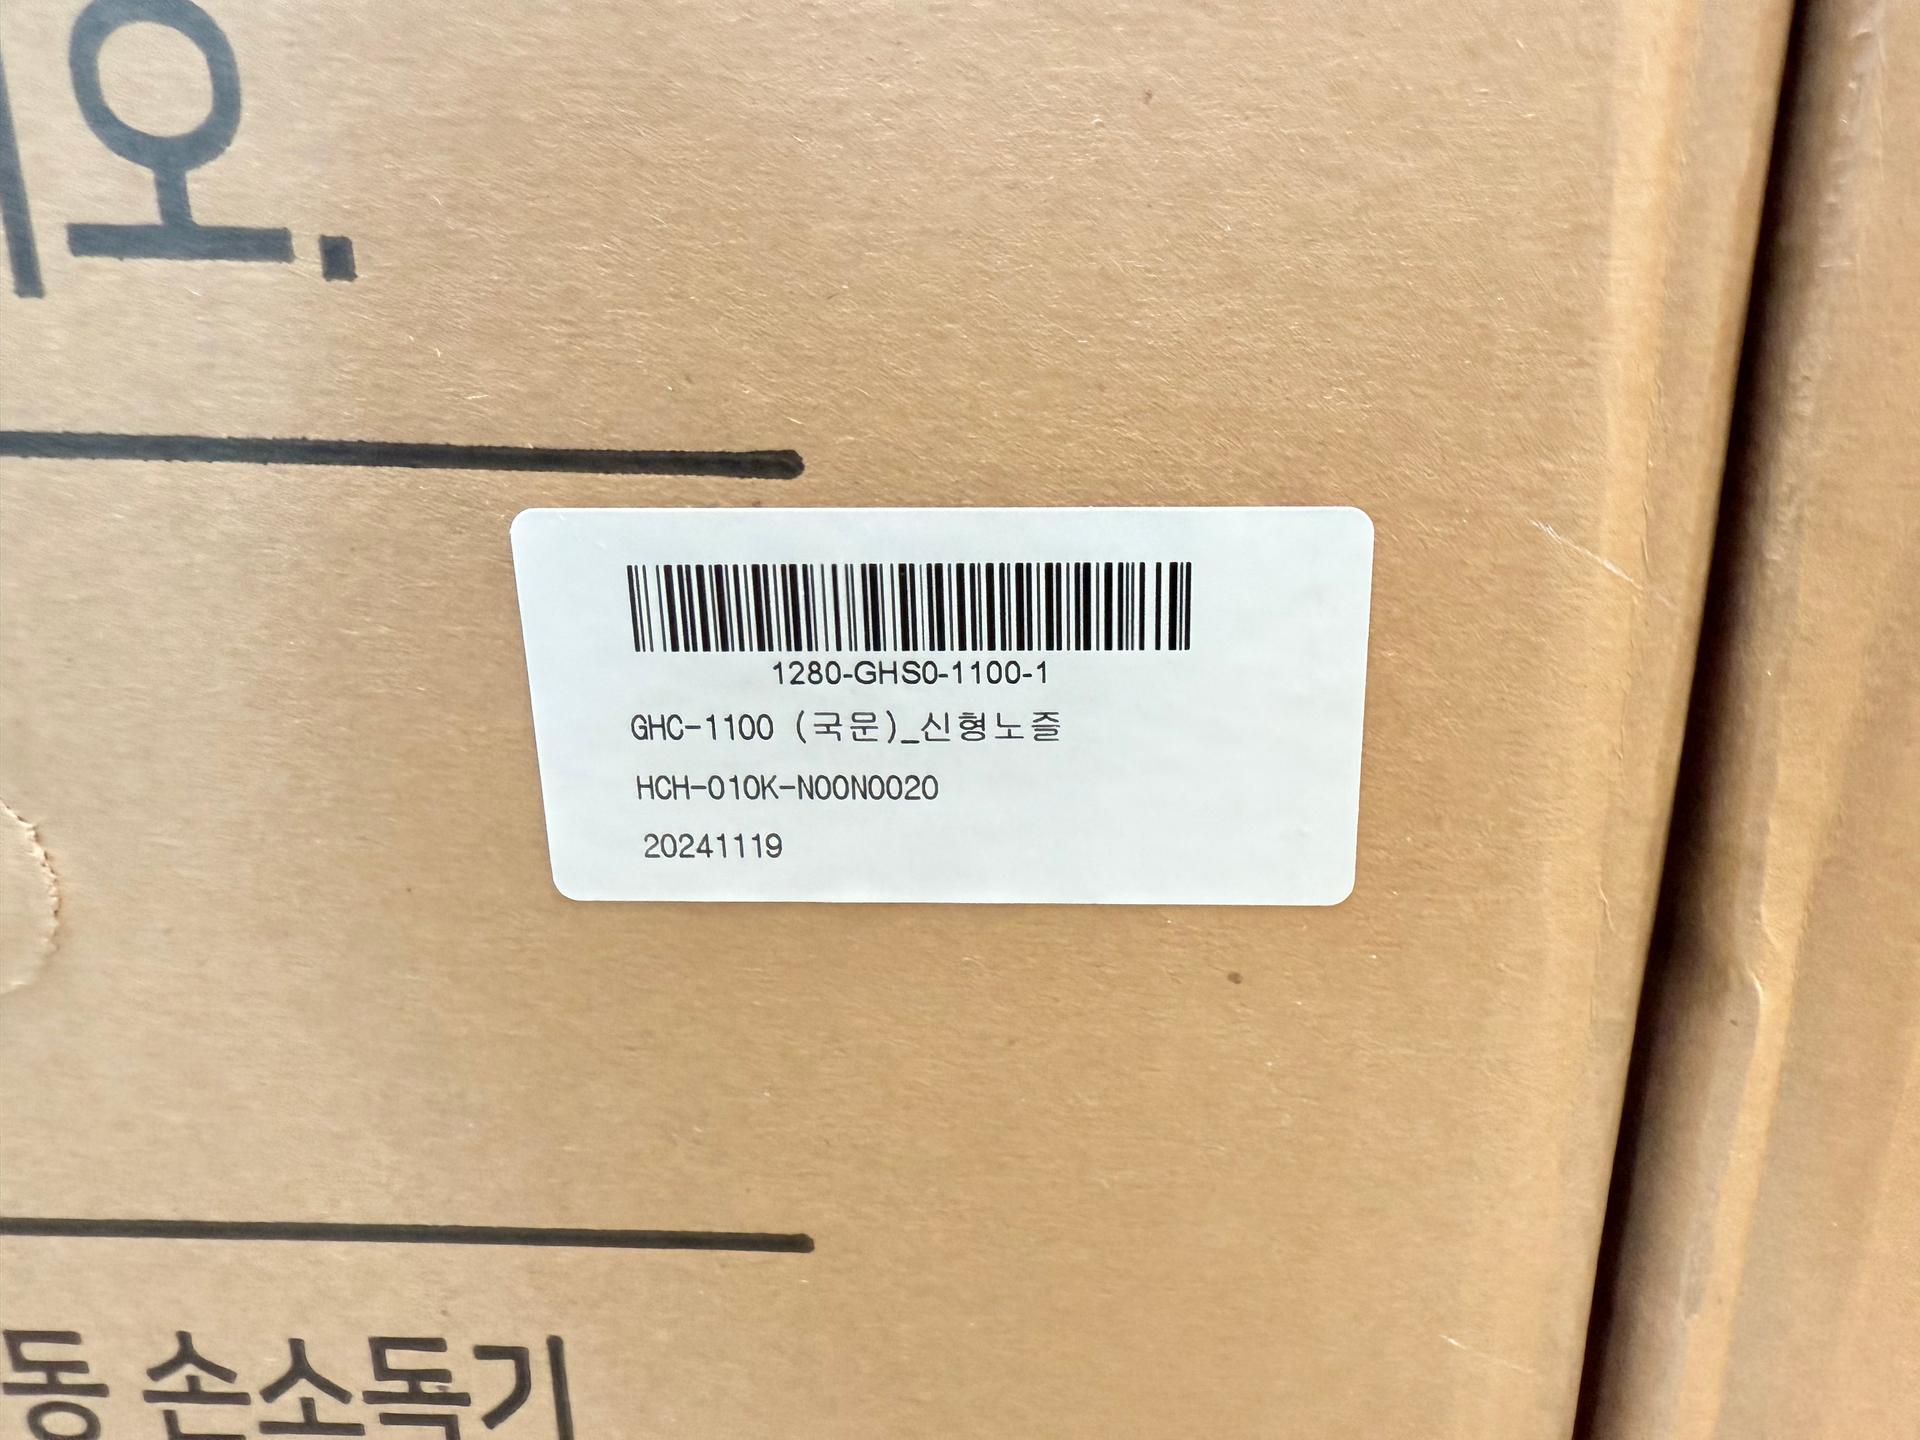 요.
1280-GHS0-1100-1
GHC-1100 (국문)_신형노즐
HCH-010K-N00N0020
20241119
동 손소독기